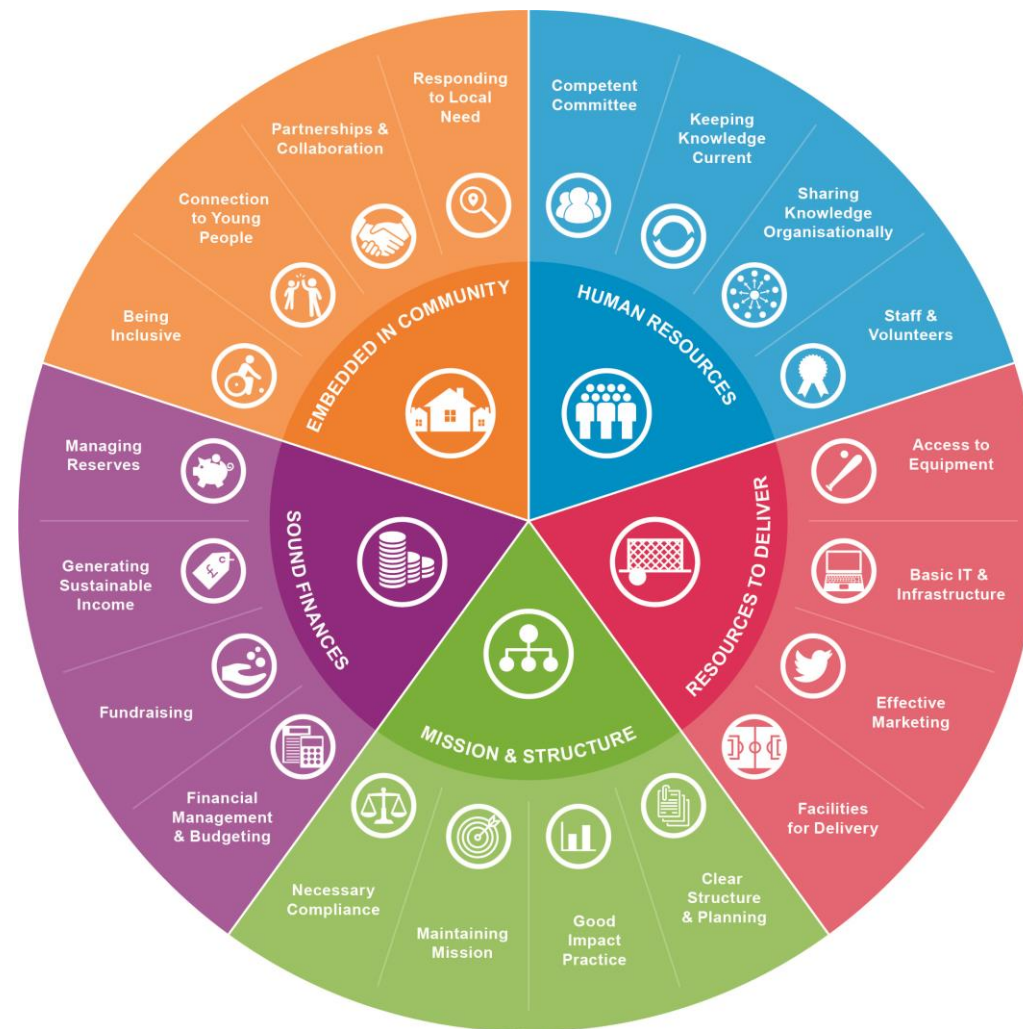 Responding
to Local
Need
Partnerships &
Collaboration
Connection
to Young
People
Being
Inclusive
EMBEDDED IN COMMUNITY
Competent
Committee
Keeping
Knowledge
Current
Sharing
Knowledge
Organisationally
Staff &
Volunteers
HUMAN RESOURCES
Access to
Equipment
Basic IT &
Infrastructure
Effective
Marketing
Facilities
for Delivery
RESOURCES TO DELIVER
Clear
Structure
& Planning
Good
Impact
Practice
Maintaining
Mission
Necessary
Compliance
MISSION & STRUCTURE
Financial
Management
& Budgeting
Fundraising
Generating
Sustainable
Income
£
Managing
Reserves
SOUND FINANCES